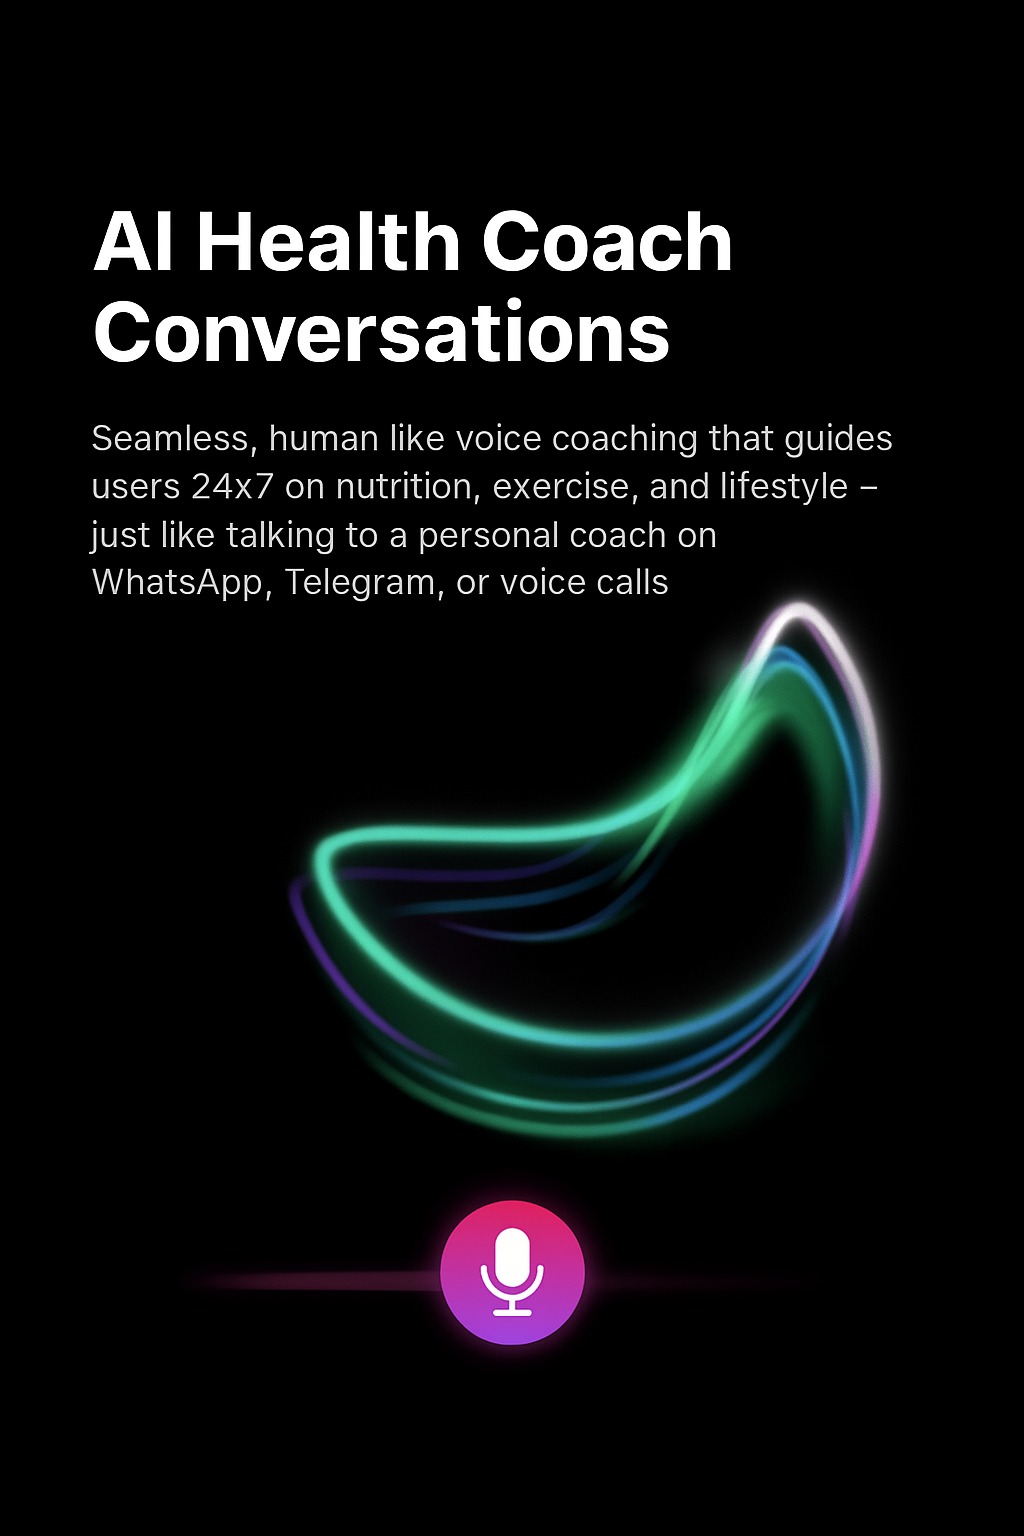 AI Health Coach
Conversations
Seamless, human like voice coaching that guides
users 24x7 on nutrition, exercise, and lifestyle –
just like talking to a personal coach on
WhatsApp, Telegram, or voice calls